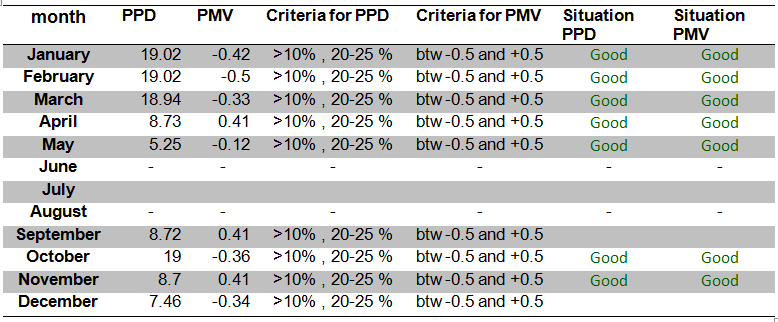 month PPD PMV Criteria for PPD Criteria for PMV Situation PPD Situation PMV
January 19.02 -0.42 >10% , 20-25 % btw -0.5 and +0.5 Good Good
February 19.02 -0.5 >10% , 20-25 % btw -0.5 and +0.5 Good Good
March 18.94 -0.33 >10% , 20-25 % btw -0.5 and +0.5 Good Good
April 8.73 0.41 >10% , 20-25 % btw -0.5 and +0.5 Good Good
May 5.25 -0.12 >10% , 20-25 % btw -0.5 and +0.5 Good Good
June - - - - - -
July
August - - - - - -
September 8.72 0.41 >10% , 20-25 % btw -0.5 and +0.5
October 19 -0.36 >10% , 20-25 % btw -0.5 and +0.5 Good Good
November 8.7 0.41 >10% , 20-25 % btw -0.5 and +0.5 Good Good
December 7.46 -0.34 >10% , 20-25 % btw -0.5 and +0.5